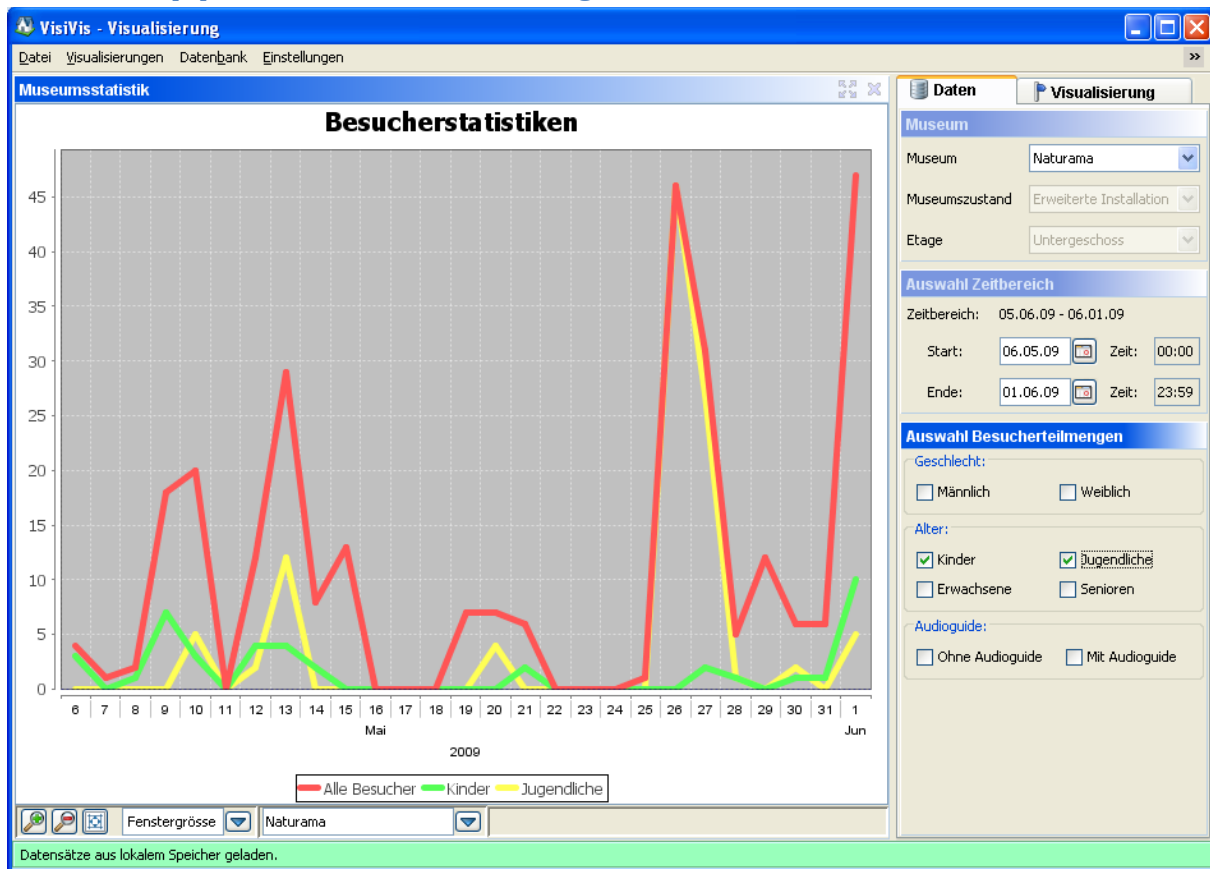 VisiVis - Visualisierung
Datei Visualisierungen Datenbank Einstellungen »
Museumsstatistik
Besucherstatistiken
45
40
35
30
25
20
15
10
5
0
6 7 8 9 10 11 12 13 14 15 16 17 18 19 20 21 22 23 24 25 26 27 28 29 30 31 1
Mai Jun
2009
Alle Besucher Kinder Jugendliche
Fenstergrösse Naturama
Datensätze aus lokalem Speicher geladen.
Daten Visualisierung
Museum
Museum Naturama
Museumszustand Erweiterte Installation
Etage Untergeschoss
Auswahl Zeitbereich
Zeitbereich: 05.06.09 - 06.01.09
Start: 06.05.09 Zeit: 00:00
Ende: 01.06.09 Zeit: 23:59
Auswahl Besucherteilmengen
Geschlecht:
Männlich Weiblich
Alter:
Kinder Jugendliche
Erwachsene Senioren
Audioguide:
Ohne Audioguide Mit Audioguide